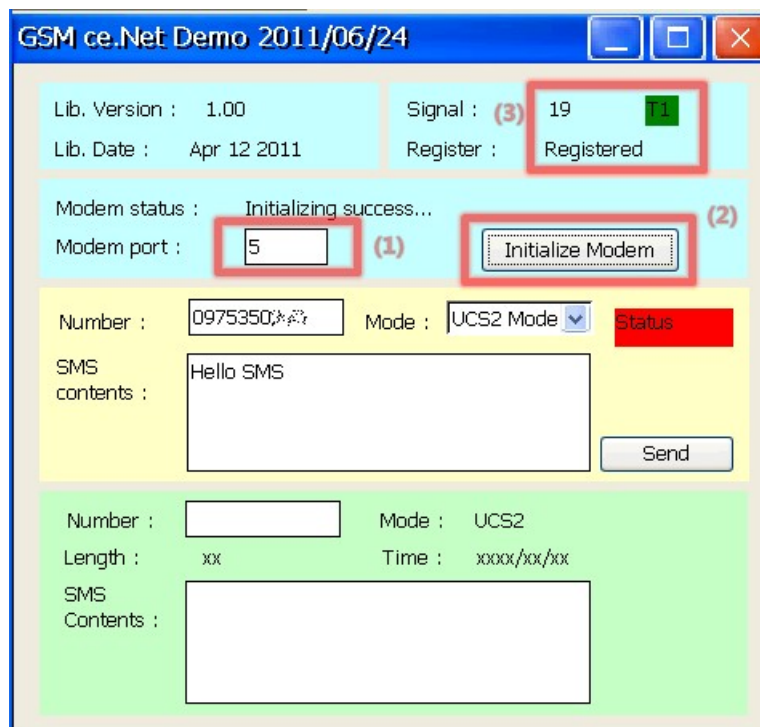 GSM ce.Net Demo 2011/06/24
Lib. Version : 1.00
Signal : (3) 19 T1
Lib. Date : Apr 12 2011
Register : Registered
Modem status : Initializing success...
(2)
Modem port : 5 (1) Initialize Modem
Number : 0975350
Mode : UCS2 Mode
Status
SMS contents :
Hello SMS
Send
Number :
Mode : UCS2
Length : xx
Time : xxxx/xx/xx
SMS
Contents :